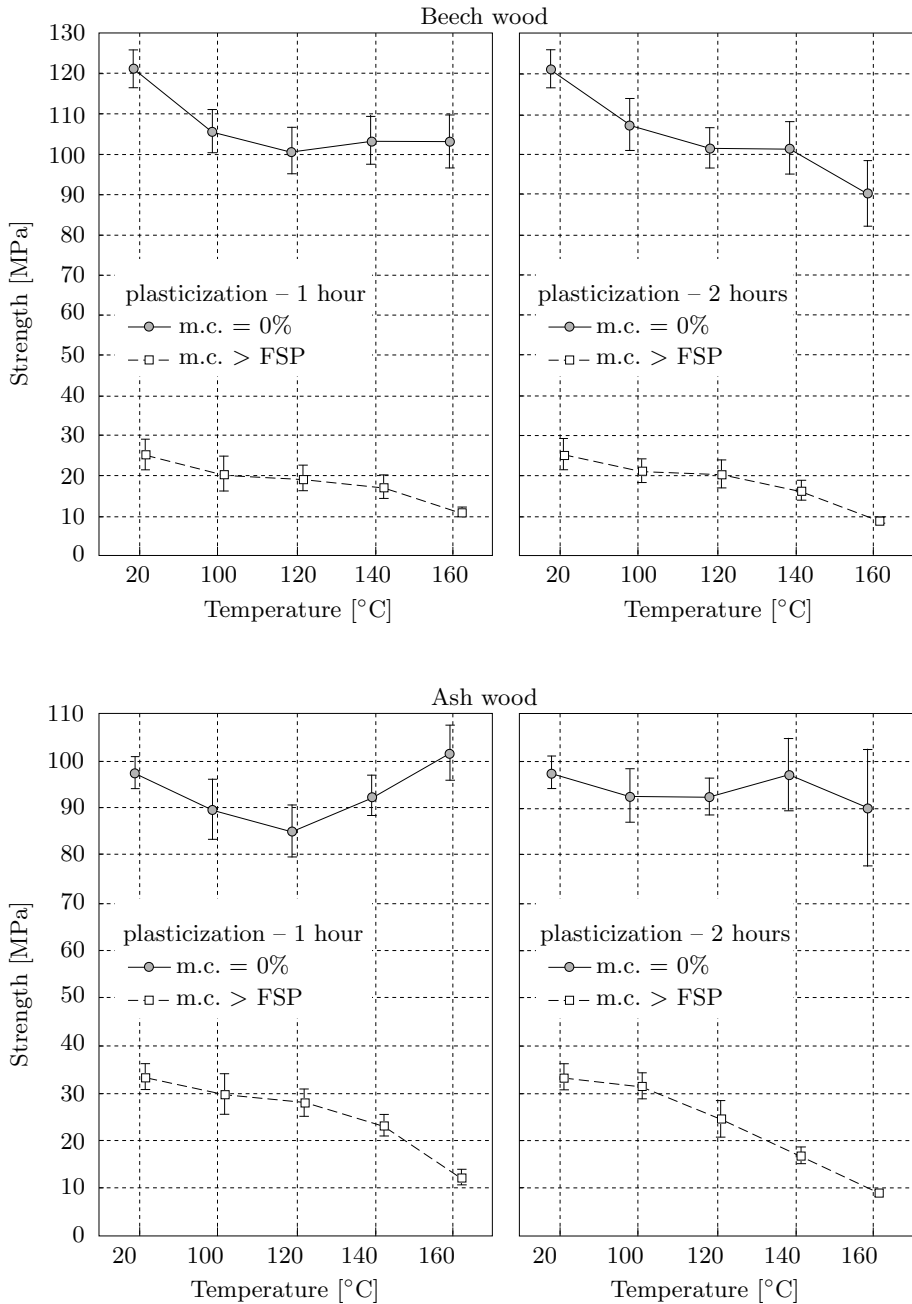 Beech wood
130
120
110
100
90
80
70
60
50
40
30
20
10
0
Strength [MPa]
plasticization – 1 hour
m.c. = 0%
m.c. > FSP
plasticization – 2 hours
m.c. = 0%
m.c. > FSP
20 100 120 140 160
20 100 120 140 160
Temperature [°C]
Temperature [°C]
Ash wood
110
100
90
80
70
60
50
40
30
20
10
0
Strength [MPa]
plasticization – 1 hour
m.c. = 0%
m.c. > FSP
plasticization – 2 hours
m.c. = 0%
m.c. > FSP
20 100 120 140 160
20 100 120 140 160
Temperature [°C]
Temperature [°C]